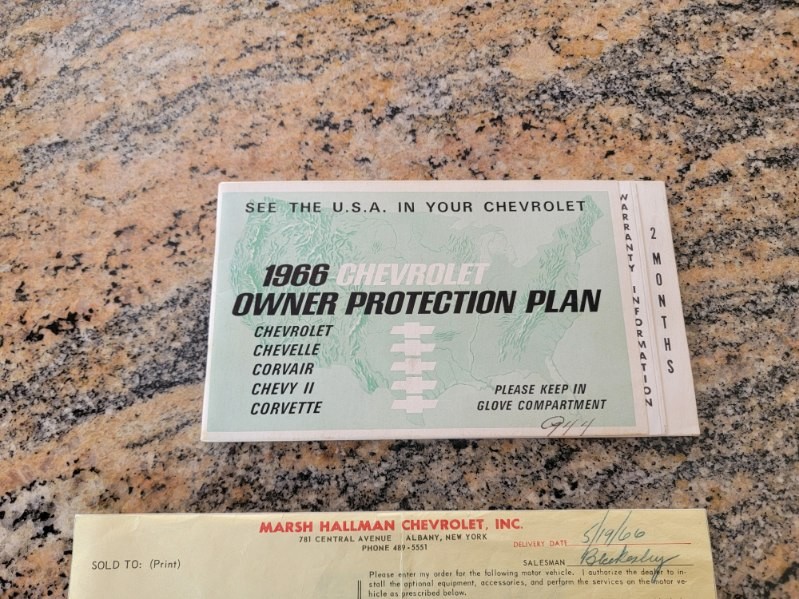 SEE THE U.S.A. IN YOUR CHEVROLET
1966 CHEVROLET
OWNER PROTECTION PLAN
CHEVROLET
CHEVELLE
CORVAIR
CHEVY II
CORVETTE
PLEASE KEEP IN
GLOVE COMPARTMENT
944
WARRANTY INFORMATION
2 MONTHS
MARSH HALLMAN CHEVROLET, INC.
781 CENTRAL AVENUE ALBANY, NEW YORK
PHONE 489-5551
DELIVERY DATE 5/19/66
SOLD TO: (Print)
SALESMAN
Please enter my order for the following motor vehicle. I authorize the dealer to in-
stall the optional equipment, accessories, and perform the services on the motor ve-
hicle as prescribed below.